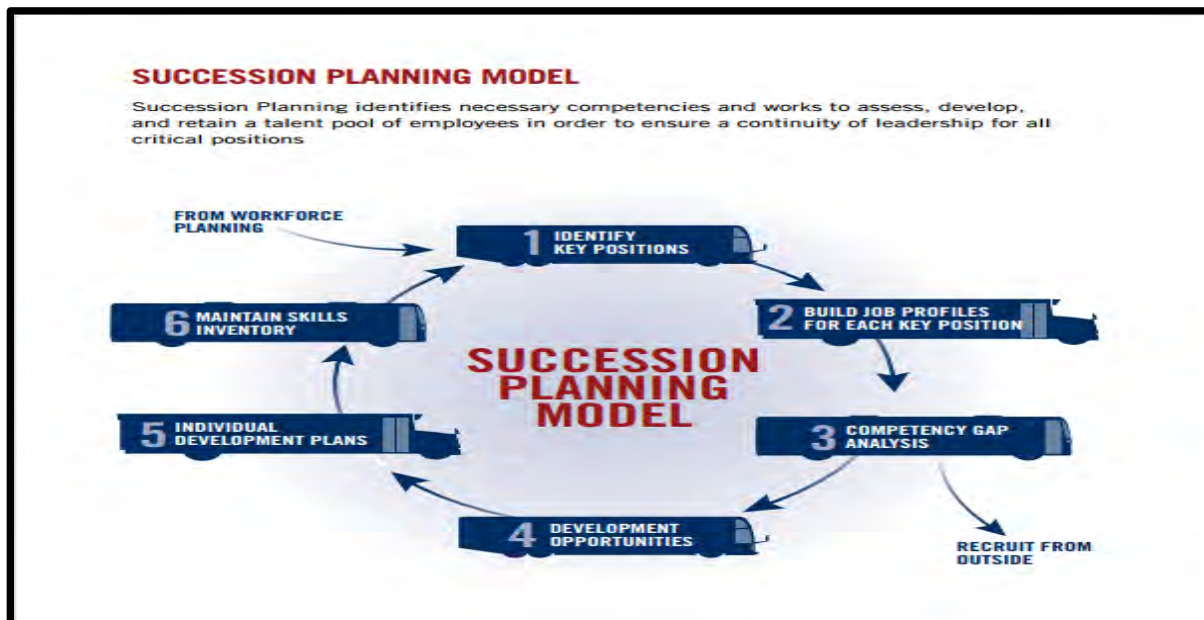 SUCCESSION PLANNING MODEL
Succession Planning identifies necessary competencies and works to assess, develop,
and retain a talent pool of employees in order to ensure a continuity of leadership for all
critical positions
FROM WORKFORCE
PLANNING
1 IDENTIFY
KEY POSITIONS
2 BUILD JOB PROFILES
FOR EACH KEY POSITION
3 COMPETENCY GAP
ANALYSIS
RECRUIT FROM
OUTSIDE
4 DEVELOPMENT
OPPORTUNITIES
5 INDIVIDUAL
DEVELOPMENT PLANS
6 MAINTAIN SKILLS
INVENTORY
SUCCESSION
PLANNING
MODEL